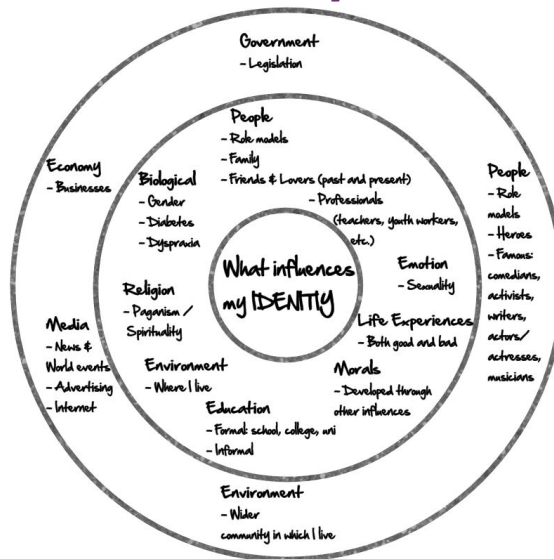 Government
- Legislation
People
- Role models
- Family
- Friends & Lovers (past and present)
- Professionals
(teachers, youth workers,
etc.)
Economy
- Businesses
Biological
- Gender
- Diabetes
- Dyspraxia
People
- Role
models
- Heroes
- Famous:
comedians,
activists,
writers,
actors/
actresses,
musicians
What influences
my IDENITIY
Emotion
- Sexuality
Religion
- Paganism /
Spirituality
Life Experiences
- Both good and bad
Media
- News &
World events
- Advertising
- Internet
Environment
- Where I live
Morals
- Developed through
other influences
Education
- Formal: school, college, uni
- Informal
Environment
- Wider
community in which I live